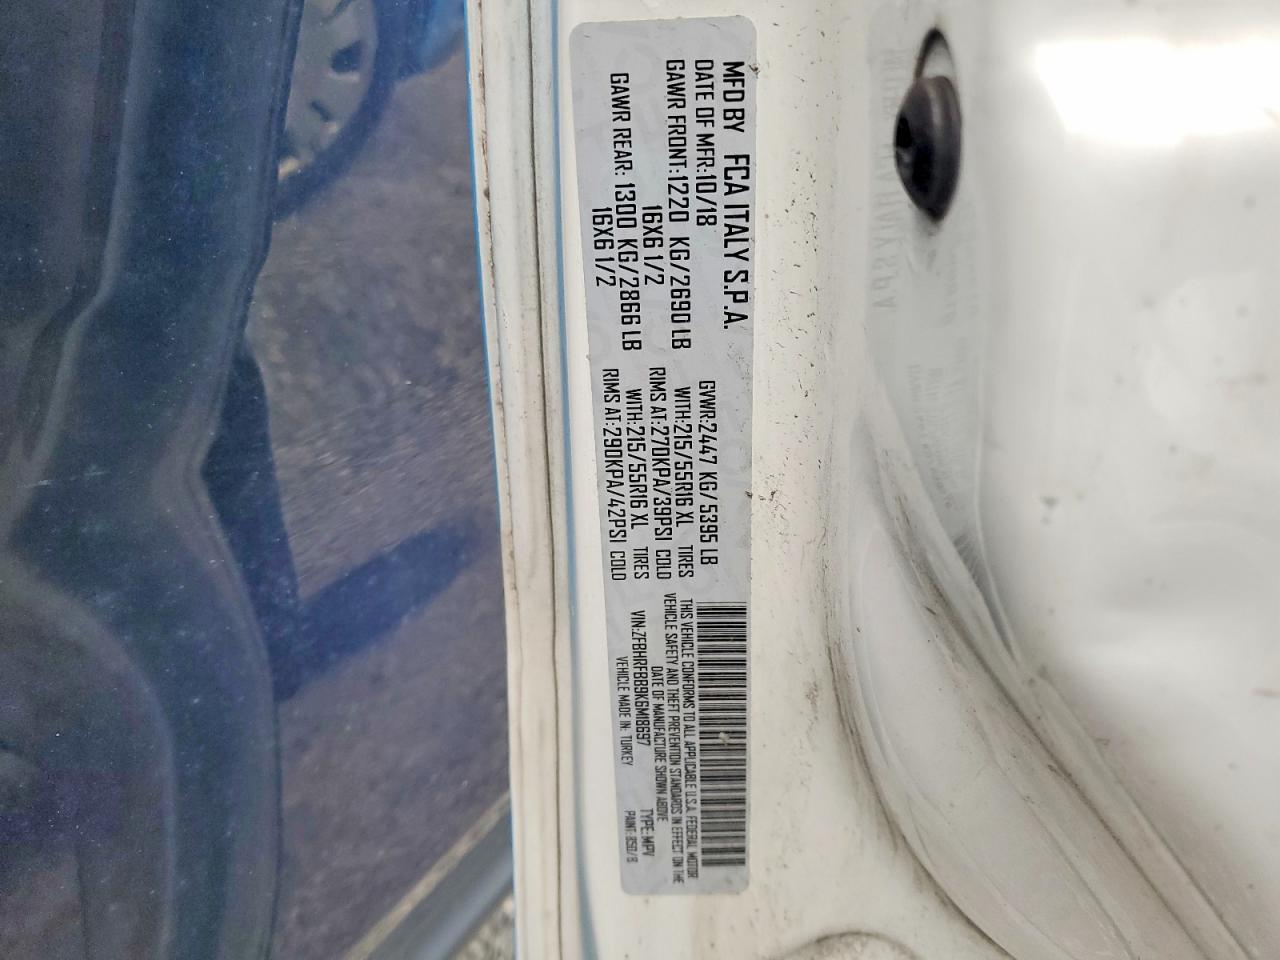 MFD BY FCA ITALY S.P.A.
DATE OF MFR:10/18 GVWR:2447 KG/5395 LB
GAWR FRONT:1220 KG/2690 LB WITH:215/55R16 XL TIRES
16X6 1/2 RIMS AT:270KPA/39PSI COLD
GAWR REAR: 1300 KG/2866 LB WITH:215/55R16 XL TIRES
16X6 1/2 RIMS AT:290KPA/42PSI COLD
THIS VEHICLE CONFORMS TO ALL APPLICABLE U.S.A. FEDERAL MOTOR
VEHICLE SAFETY AND THEFT PREVENTION STANDARDS IN EFFECT ON THE
DATE OF MANUFACTURE SHOWN ABOVE
VIN:ZFBHRFBB9K6M18697 TYPE:MPV
VEHICLE MADE IN: TURKEY PAINT: